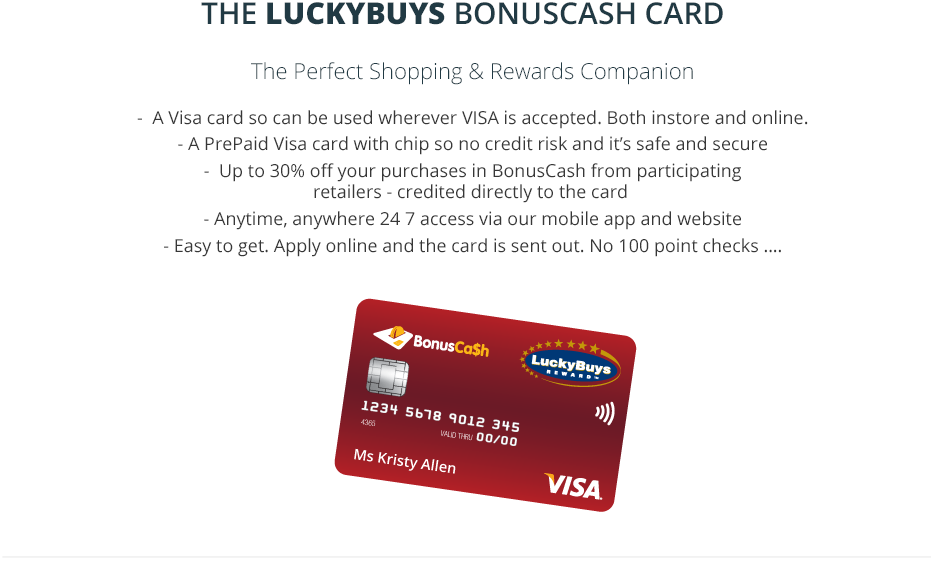 THE LUCKYBUYS BONUSCASH CARD
The Perfect Shopping & Rewards Companion
- A Visa card so can be used wherever VISA is accepted. Both instore and online.
- A PrePaid Visa card with chip so no credit risk and it's safe and secure
- Up to 30% off your purchases in BonusCash from participating
retailers - credited directly to the card
- Anytime, anywhere 24 7 access via our mobile app and website
- Easy to get. Apply online and the card is sent out. No 100 point checks ....
BonusCa$h
LuckyBuys
REWARD™
1234 5678 9012 345
4365
VALID THRU 00/00
Ms Kristy Allen
VISA